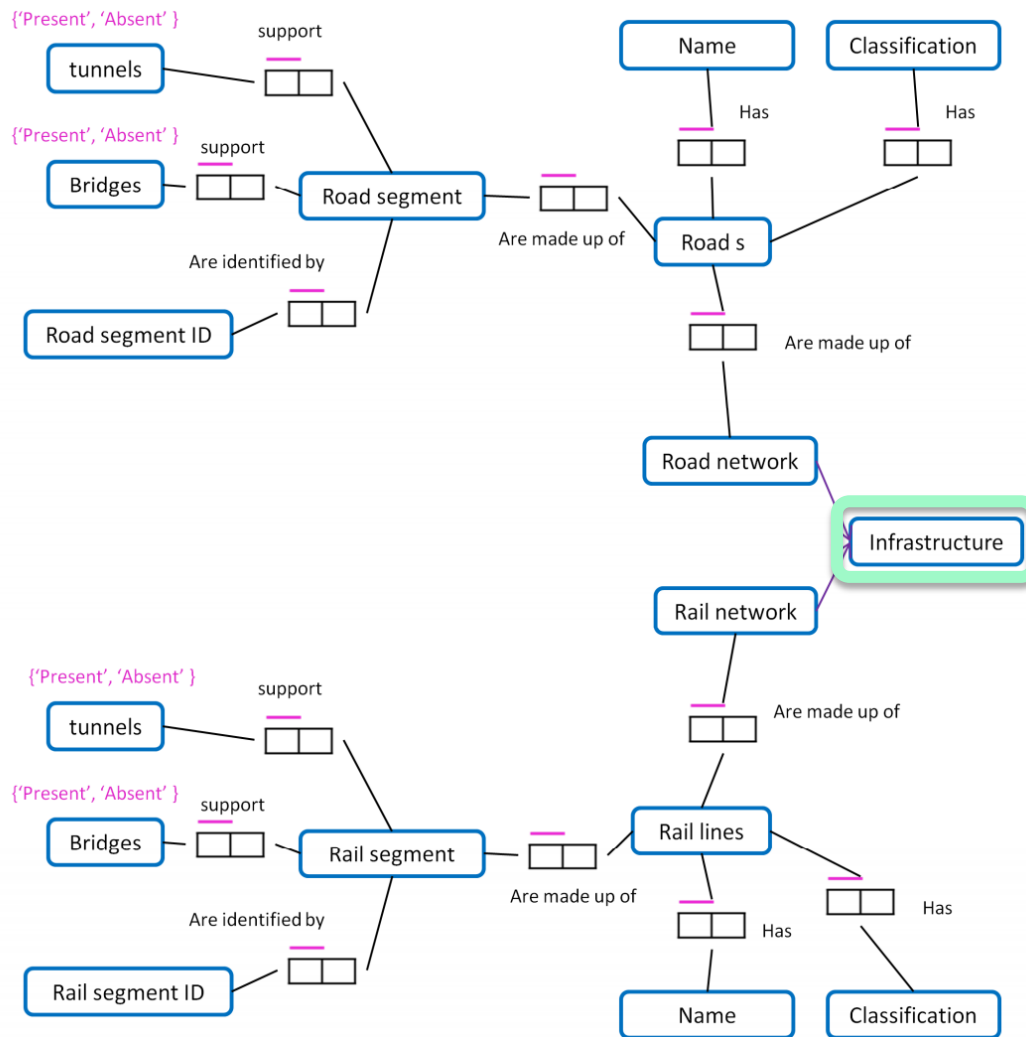 {‘Present’, ‘Absent’ }
support
tunnels
Name
Classification
Has
Has
{‘Present’, ‘Absent’ }
support
Bridges
Road segment
Are made up of
Road s
Are identified by
Road segment ID
Are made up of
Road network
Infrastructure
Rail network
{‘Present’, ‘Absent’ }
support
tunnels
Are made up of
{‘Present’, ‘Absent’ }
support
Bridges
Rail segment
Rail lines
Are made up of
Are identified by
Has
Has
Rail segment ID
Name
Classification